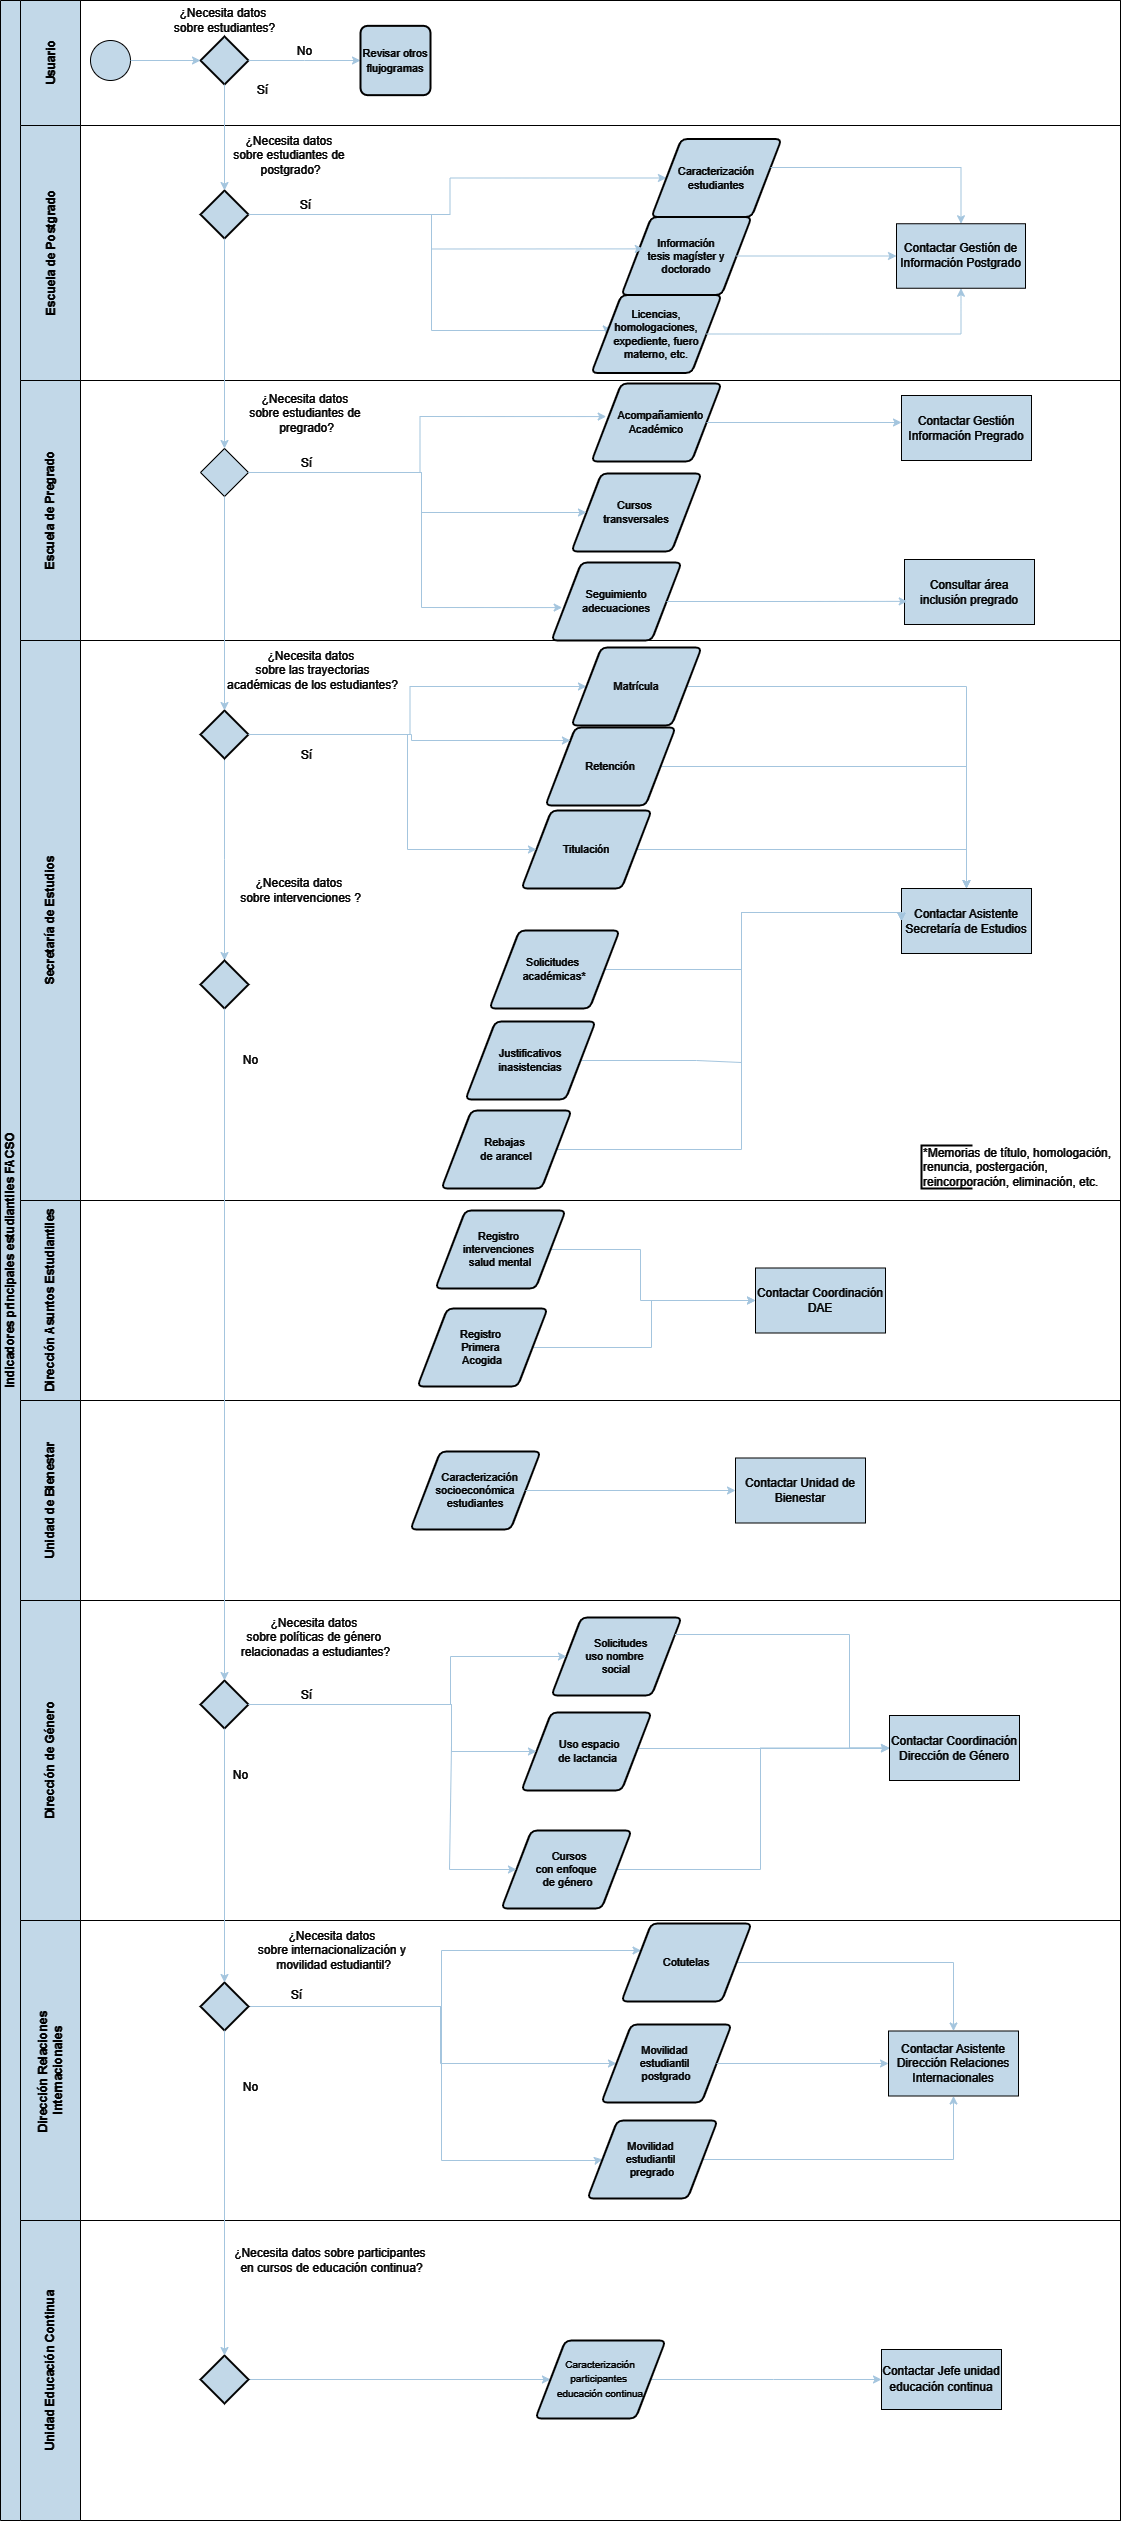 Indicadores principales estudiantiles FACSO
Usuario
¿Necesita datos
sobre estudiantes?
No
Sí
Revisar otros
flujogramas
Escuela de Postgrado
¿Necesita datos
sobre estudiantes de
postgrado?
Sí
Caracterización
estudiantes
Información
tesis magíster y
doctorado
Licencias,
homologaciones,
expediente, fuero
materno, etc.
Contactar Gestión de
Información Postgrado
Escuela de Pregrado
¿Necesita datos
sobre estudiantes de
pregrado?
Sí
Acompañamiento
Académico
Contactar Gestión
Información Pregrado
Cursos
transversales
Seguimiento
adecuaciones
Consultar área
inclusión pregrado
Secretaría de Estudios
¿Necesita datos
sobre las trayectorias
académicas de los estudiantes?
Sí
Matrícula
Retención
Titulación
¿Necesita datos
sobre intervenciones ?
Contactar Asistente
Secretaría de Estudios
Solicitudes
académicas*
Justificativos
inasistencias
No
Rebajas
de arancel
*Memorias de título, homologación,
renuncia, postergación,
reincorporación, eliminación, etc.
Dirección Asuntos Estudiantiles
Registro
intervenciones
salud mental
Registro
Primera
Acogida
Contactar Coordinación
DAE
Unidad de Bienestar
Caracterización
socioeconómica
estudiantes
Contactar Unidad de
Bienestar
Dirección de Género
¿Necesita datos
sobre políticas de género
relacionadas a estudiantes?
Sí
No
Solicitudes
uso nombre
social
Uso espacio
de lactancia
Cursos
con enfoque
de género
Contactar Coordinación
Dirección de Género
Dirección Relaciones
Internacionales
¿Necesita datos
sobre internacionalización y
movilidad estudiantil?
Sí
No
Cotutelas
Movilidad
estudiantil
postgrado
Movilidad
estudiantil
pregrado
Contactar Asistente
Dirección Relaciones
Internacionales
Unidad Educación Continua
¿Necesita datos sobre participantes
en cursos de educación continua?
Caracterización
participantes
educación continua
Contactar Jefe unidad
educación continua